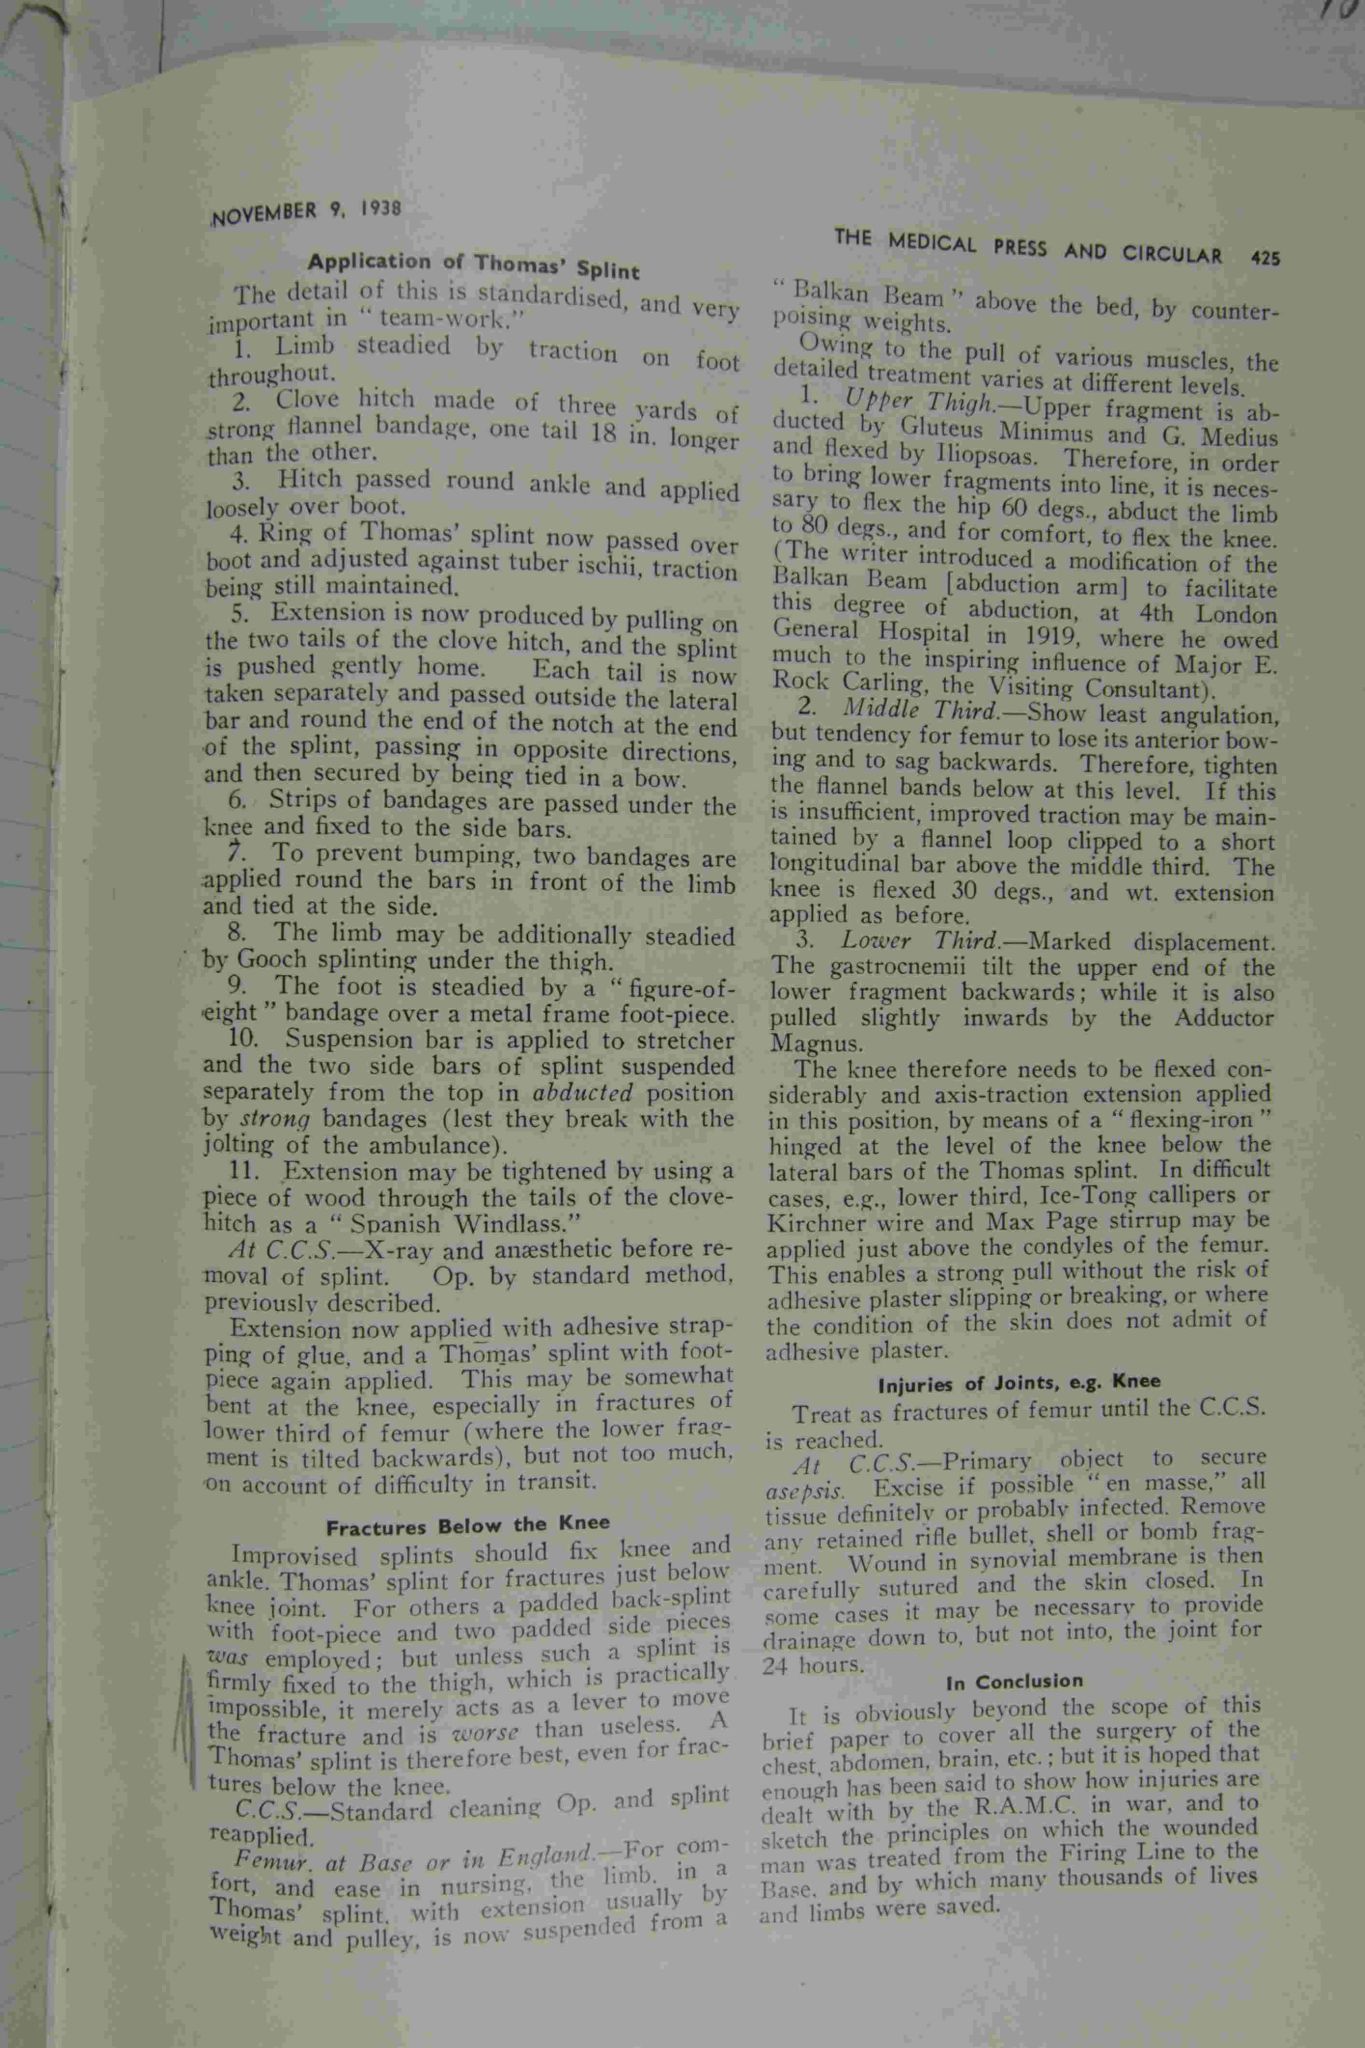 NOVEMBER 9, 1938
THE MEDICAL PRESS AND CIRCULAR 425
Application of Thomas' Splint
The detail of this is standardised, and very
important in "team-work."
1. Limb steadied by traction on foot
throughout.
2. Clove hitch made of three yards of
strong flannel bandage, one tail 18 in. longer
than the other.
3. Hitch passed round ankle and applied
loosely over boot.
4. Ring of Thomas' splint now passed over
boot and adjusted against tuber ischii, traction
being still maintained.
5. Extension is now produced by pulling on
the two tails of the clove hitch, and the splint
is pushed gently home. Each tail is now
taken separately and passed outside the lateral
bar and round the end of the notch at the end
of the splint, passing in opposite directions,
and then secured by being tied in a bow.
6. Strips of bandages are passed under the
knee and fixed to the side bars.
7. To prevent bumping, two bandages are
applied round the bars in front of the limb
and tied at the side.
8. The limb may be additionally steadied
by Gooch splinting under the thigh.
9. The foot is steadied by a "figure-of-
eight" bandage over a metal frame foot-piece.
10. Suspension bar is applied to stretcher
and the two side bars of splint suspended
separately from the top in abducted position
by strong bandages (lest they break with the
jolting of the ambulance).
11. Extension may be tightened by using a
piece of wood through the tails of the clove-
hitch as a "Spanish Windlass."
At C.C.S.—X-ray and anæsthetic before re-
moval of splint. Op. by standard method,
previously described.
Extension now applied with adhesive strap-
ping of glue, and a Thomas' splint with foot-
piece again applied. This may be somewhat
bent at the knee, especially in fractures of
lower third of femur (where the lower frag-
ment is tilted backwards), but not too much,
on account of difficulty in transit.
Fractures Below the Knee
Improvised splints should fix knee and
ankle. Thomas' splint for fractures just below
knee joint. For others a padded back-splint
with foot-piece and two padded side pieces
was employed; but unless such a splint is
firmly fixed to the thigh, which is practically
impossible, it merely acts as a lever to move
the fracture and is worse than useless. A
Thomas' splint is therefore best, even for frac-
tures below the knee.
C.C.S.—Standard cleaning Op. and splint
reapplied.
Femur, at Base or in England.—For com-
fort, and ease in nursing, the limb, in a
Thomas' splint, with extension usually by
weight and pulley, is now suspended from a
"Balkan Beam" above the bed, by counter-
poising weights.
Owing to the pull of various muscles, the
detailed treatment varies at different levels.
1. Upper Thigh.—Upper fragment is ab-
ducted by Gluteus Minimus and G. Medius
and flexed by Iliopsoas. Therefore, in order
to bring lower fragments into line, it is neces-
sary to flex the hip 60 degs., abduct the limb
to 80 degs., and for comfort, to flex the knee.
(The writer introduced a modification of the
Balkan Beam [abduction arm] to facilitate
this degree of abduction, at 4th London
General Hospital in 1919, where he owed
much to the inspiring influence of Major E.
Rock Carling, the Visiting Consultant).
2. Middle Third.—Show least angulation,
but tendency for femur to lose its anterior bow-
ing and to sag backwards. Therefore, tighten
the flannel bands below at this level. If this
is insufficient, improved traction may be main-
tained by a flannel loop clipped to a short
longitudinal bar above the middle third. The
knee is flexed 30 degs., and wt. extension
applied as before.
3. Lower Third.—Marked displacement.
The gastrocnemii tilt the upper end of the
lower fragment backwards; while it is also
pulled slightly inwards by the Adductor
Magnus.
The knee therefore needs to be flexed con-
siderably and axis-traction extension applied
in this position, by means of a "flexing-iron"
hinged at the level of the knee below the
lateral bars of the Thomas splint. In difficult
cases, e.g., lower third, Ice-Tong callipers or
Kirchner wire and Max Page stirrup may be
applied just above the condyles of the femur.
This enables a strong pull without the risk of
adhesive plaster slipping or breaking, or where
the condition of the skin does not admit of
adhesive plaster.
Injuries of Joints, e.g. Knee
Treat as fractures of femur until the C.C.S.
is reached.
At C.C.S.—Primary object to secure
asepsis. Excise if possible "en masse," all
tissue definitely or probably infected. Remove
any retained rifle bullet, shell or bomb frag-
ment. Wound in synovial membrane is then
carefully sutured and the skin closed. In
some cases it may be necessary to provide
drainage down to, but not into, the joint for
24 hours.
In Conclusion
It is obviously beyond the scope of this
brief paper to cover all the surgery of the
chest, abdomen, brain, etc.; but it is hoped that
enough has been said to show how injuries are
dealt with by the R.A.M.C. in war, and to
sketch the principles on which the wounded
man was treated from the Firing Line to the
Base, and by which many thousands of lives
and limbs were saved.